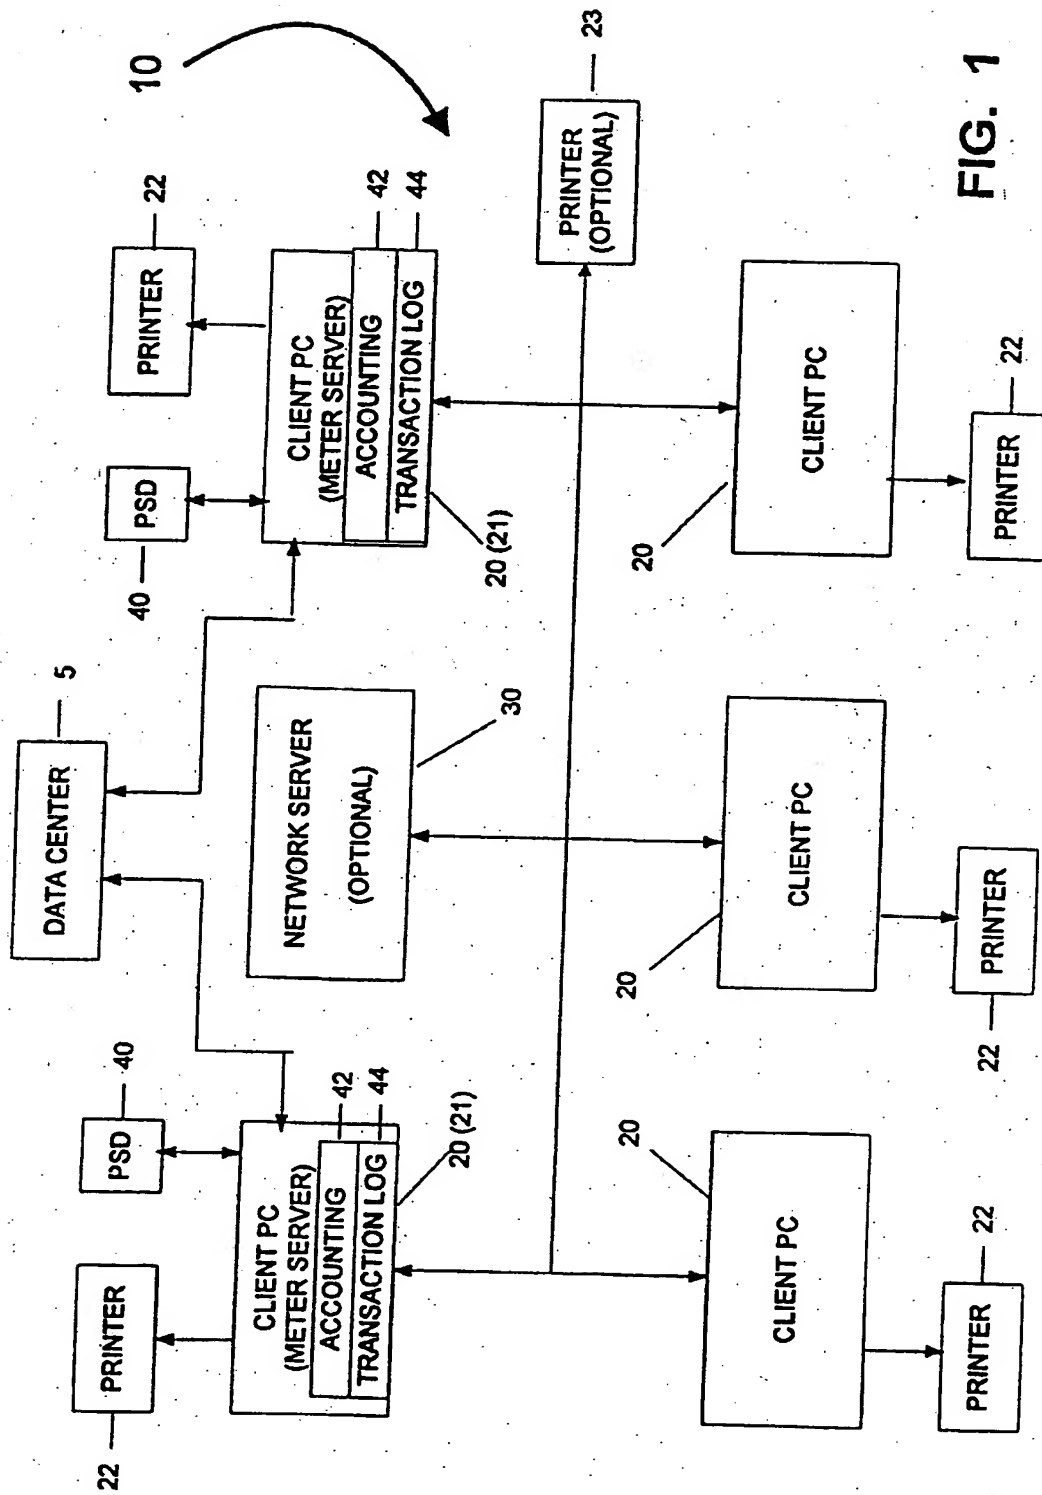 10
DATA CENTER
5
22
PRINTER
PSD
40
40
PSD
PRINTER
22
CLIENT PC
(METER SERVER)
ACCOUNTING
42
TRANSACTION LOG
44
20 (21)
NETWORK SERVER
(OPTIONAL)
30
CLIENT PC
(METER SERVER)
ACCOUNTING
42
TRANSACTION LOG
44
20 (21)
PRINTER
(OPTIONAL)
23
20
CLIENT PC
20
CLIENT PC
20
CLIENT PC
PRINTER
22
PRINTER
22
PRINTER
22
FIG. 1